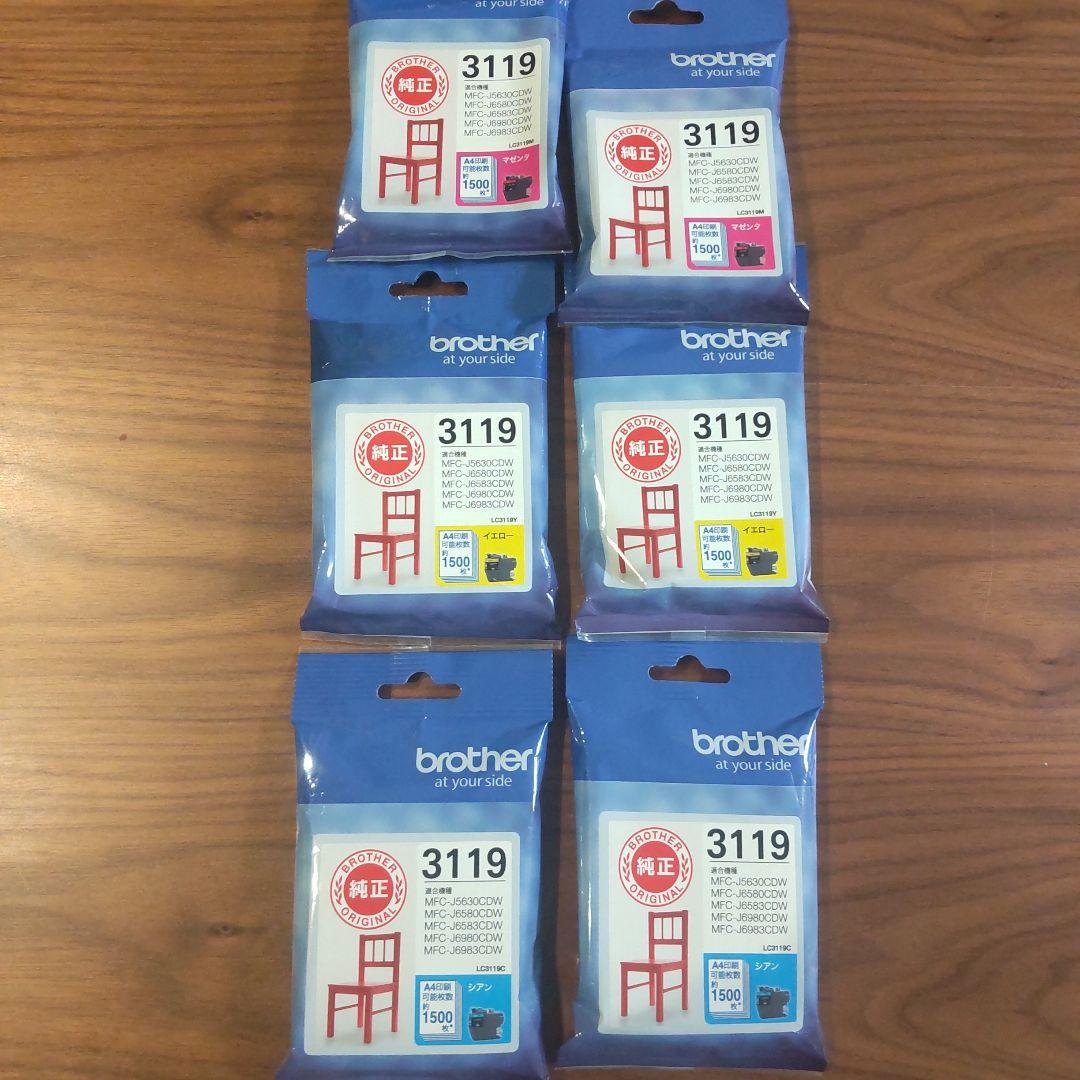 at your side
BROTHER
純正
ORIGINAL
3119
適合機種
MFC-J5630CDW
MFC-J6580CDW
MFC-J6583CDW
MFC-J6980CDW
MFC-J6983CDW
LC3119M
A4印刷
可能枚数
約
1500
枚*
マゼンタ
brother
at your side
BROTHER
純正
ORIGINAL
3119
適合機種
MFC-J5630CDW
MFC-J6580CDW
MFC-J6583CDW
MFC-J6980CDW
MFC-J6983CDW
LC3119M
A4印刷
可能枚数
約
1500
枚*
マゼンタ
brother
at your side
BROTHER
純正
ORIGINAL
3119
適合機種
MFC-J5630CDW
MFC-J6580CDW
MFC-J6583CDW
MFC-J6980CDW
MFC-J6983CDW
LC3119Y
A4印刷
可能枚数
約
1500
枚*
イエロー
brother
at your side
BROTHER
純正
ORIGINAL
3119
適合機種
MFC-J5630CDW
MFC-J6580CDW
MFC-J6583CDW
MFC-J6980CDW
MFC-J6983CDW
LC3119Y
A4印刷
可能枚数
約
1500
枚*
イエロー
brother
at your side
BROTHER
純正
ORIGINAL
3119
適合機種
MFC-J5630CDW
MFC-J6580CDW
MFC-J6583CDW
MFC-J6980CDW
MFC-J6983CDW
LC3119C
A4印刷
可能枚数
約
1500
枚*
シアン
brother
at your side
BROTHER
純正
ORIGINAL
3119
適合機種
MFC-J5630CDW
MFC-J6580CDW
MFC-J6583CDW
MFC-J6980CDW
MFC-J6983CDW
LC3119C
A4印刷
可能枚数
約
1500
枚*
シアン